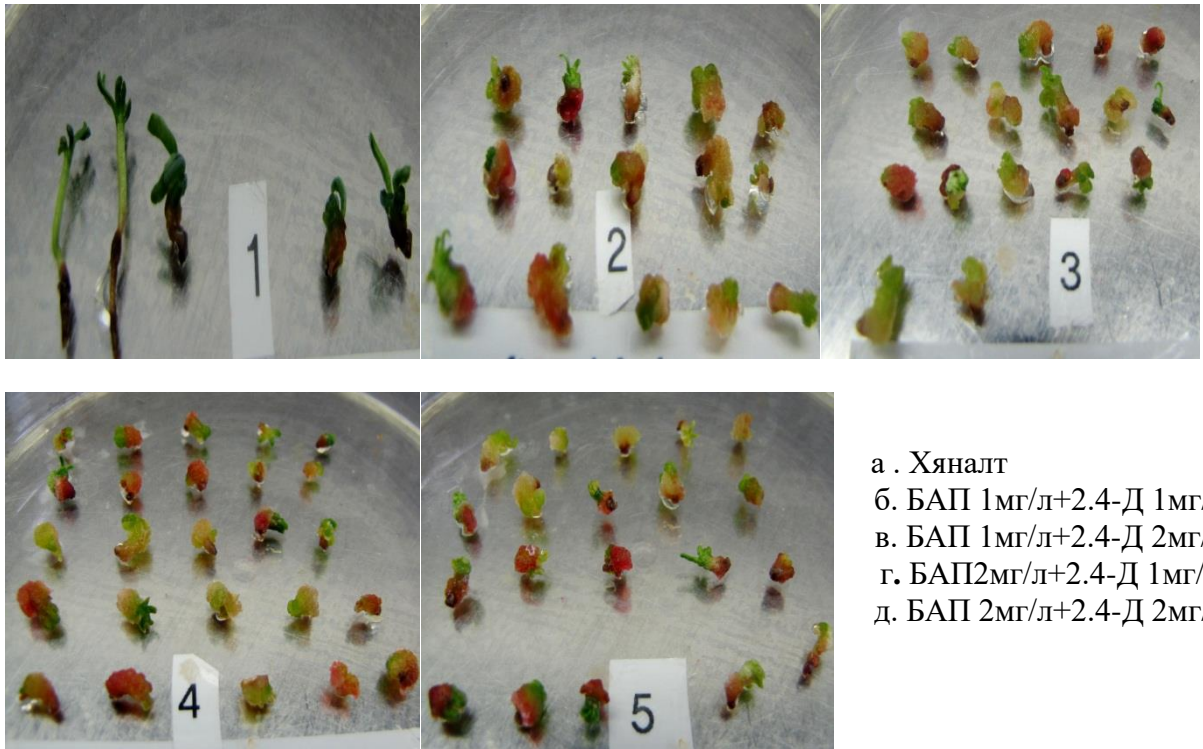 1
2
3
4
5
а . Хяналт
б. БАП 1мг/л+2.4-Д 1мг/
в. БАП 1мг/л+2.4-Д 2мг/
г. БАП2мг/л+2.4-Д 1мг/
д. БАП 2мг/л+2.4-Д 2мг/